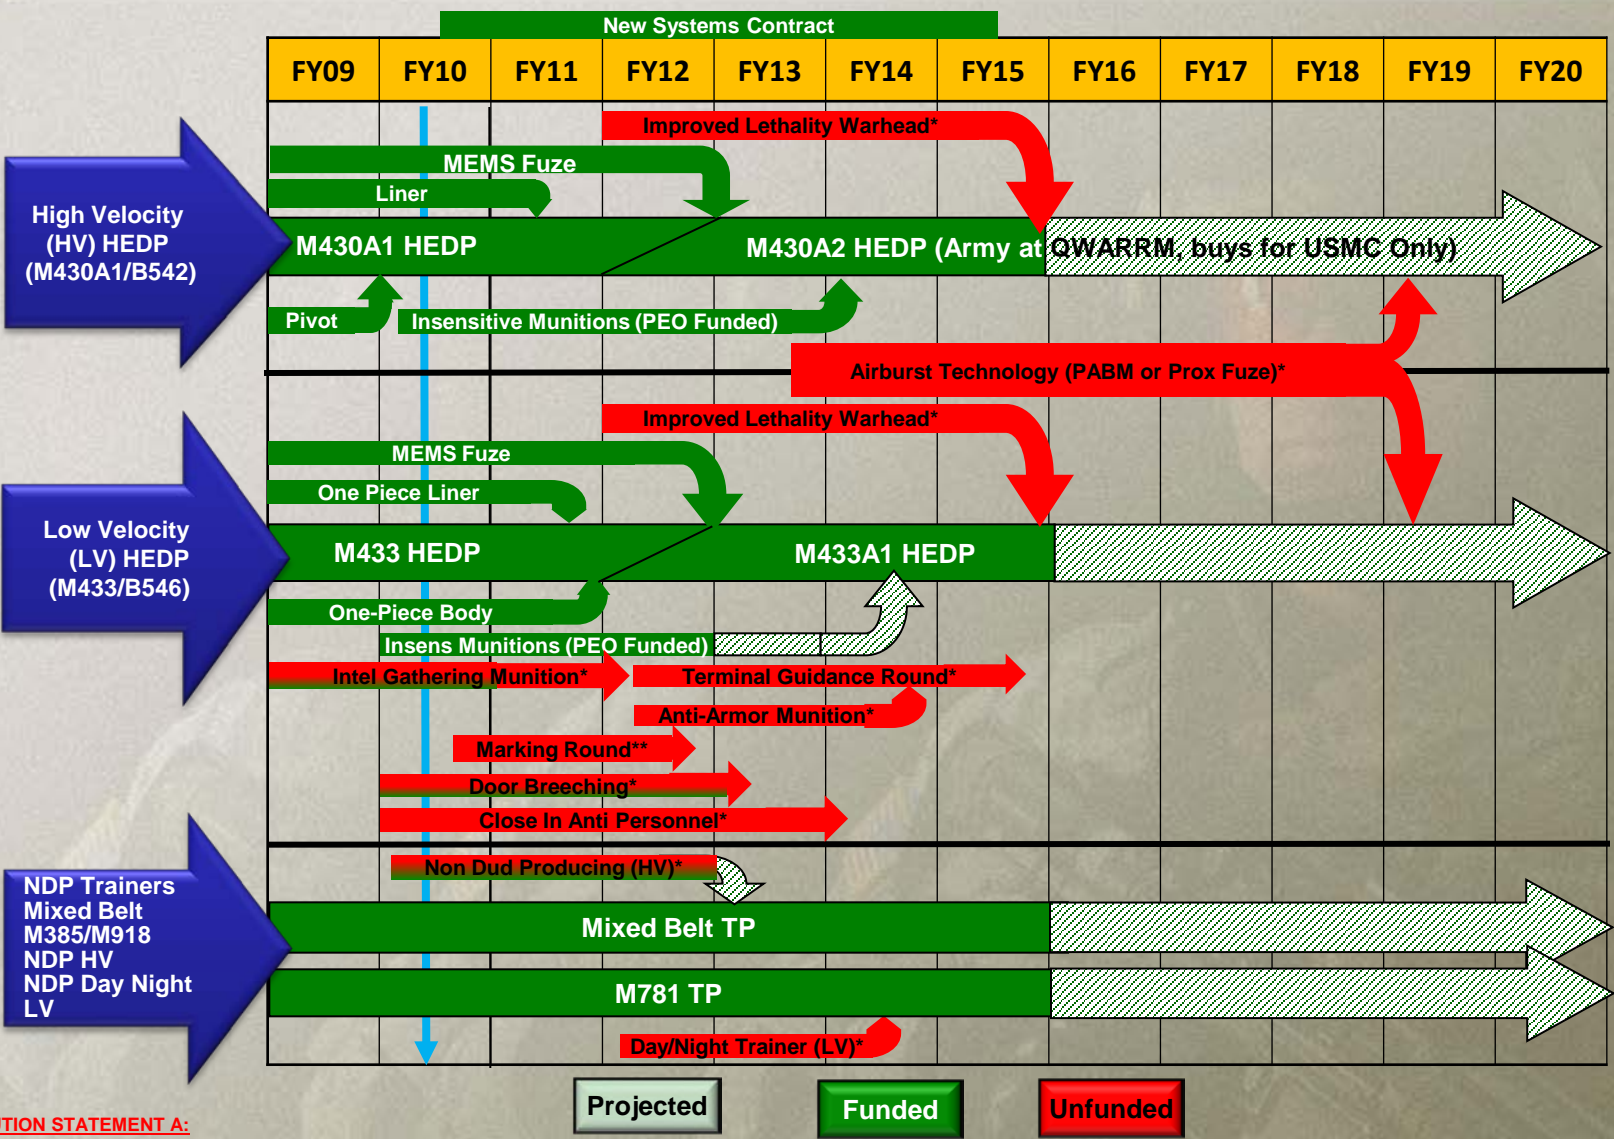 New Systems Contract
FY09 FY10 FY11 FY12 FY13 FY14 FY15 FY16 FY17 FY18 FY19 FY20
Improved Lethality Warhead*
MEMS Fuze
Liner
High Velocity
(HV) HEDP
(M430A1/B542)
M430A1 HEDP
M430A2 HEDP (Army at QWARRM, buys for USMC Only)
Pivot
Insensitive Munitions (PEO Funded)
Airburst Technology (PABM or Prox Fuze)*
Improved Lethality Warhead*
MEMS Fuze
One Piece Liner
Low Velocity
(LV) HEDP
(M433/B546)
M433 HEDP
M433A1 HEDP
One-Piece Body
Insens Munitions (PEO Funded)
Intel Gathering Munition*
Terminal Guidance Round*
Anti-Armor Munition*
Marking Round**
Door Breeching*
Close In Anti Personnel*
Non Dud Producing (HV)*
NDP Trainers
Mixed Belt
M385/M918
NDP HV
NDP Day Night
LV
Mixed Belt TP
M781 TP
Day/Night Trainer (LV)*
Projected
Funded
Unfunded
STATEMENT A: